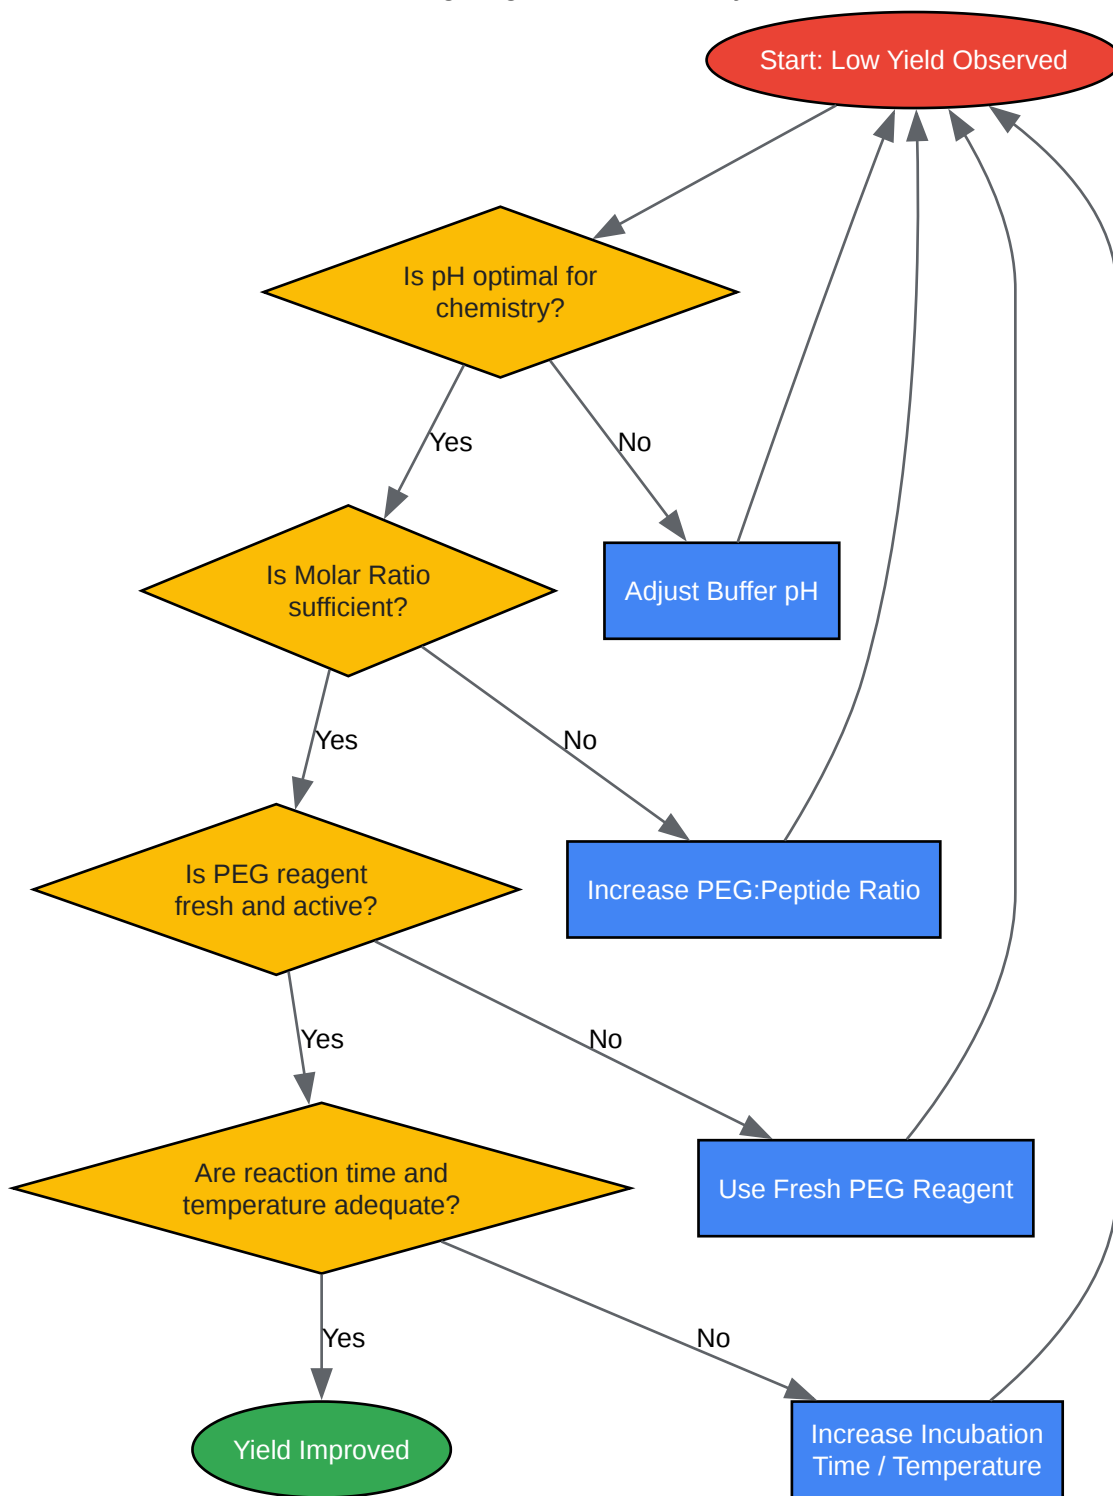 Start: Low Yield Observed
Is pH optimal for
chemistry?
Yes
No
Is Molar Ratio
sufficient?
Adjust Buffer pH
Yes
No
Is PEG reagent
fresh and active?
Increase PEG:Peptide Ratio
Yes
No
Are reaction time and
temperature adequate?
Use Fresh PEG Reagent
Yes
No
Yield Improved
Increase Incubation
Time / Temperature